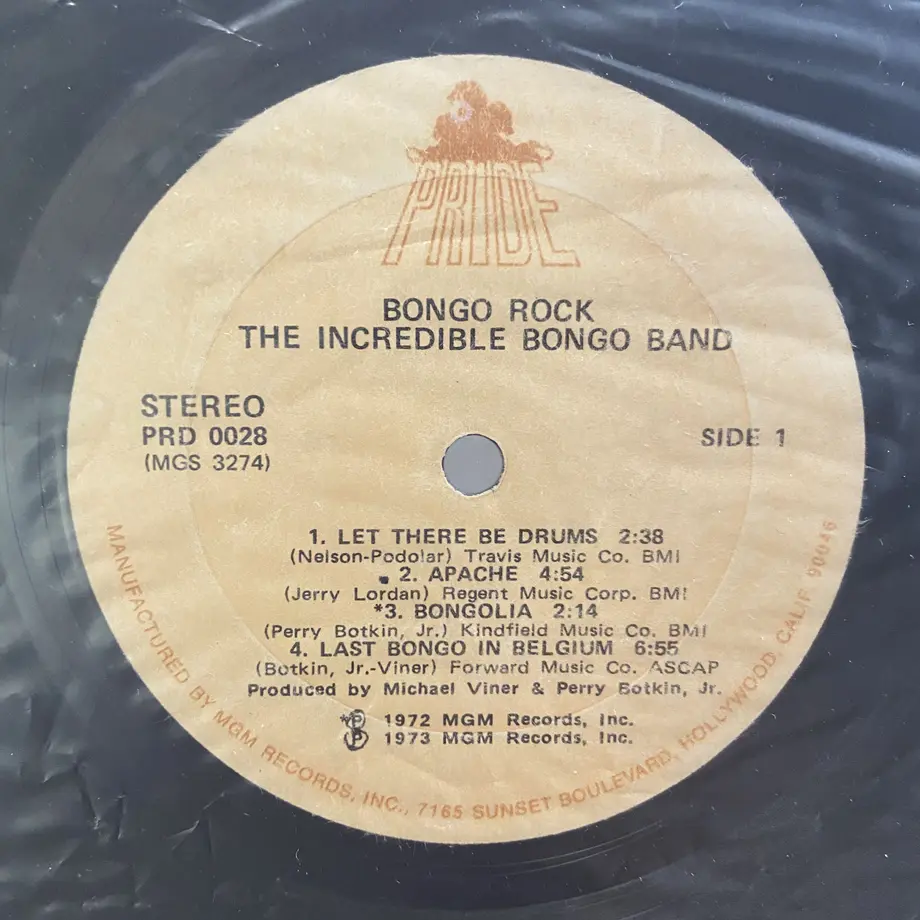 PRIDE
BONGO ROCK
THE INCREDIBLE BONGO BAND
STEREO
PRD 0028
(MGS 3274)
SIDE 1
1. LET THERE BE DRUMS 2:38
(Nelson-Podolar) Travis Music Co. BMI
2. APACHE 4:54
(Jerry Lordan) Regent Music Corp. BMI
*3. BONGOLIA 2:14
(Perry Botkin, Jr.) Kindfield Music Co. BMI
4. LAST BONGO IN BELGIUM 6:55
(Botkin, Jr.-Viner) Forward Music Co. ASCAP
Produced by Michael Viner & Perry Botkin, Jr.
*℗ 1972 MGM Records, Inc.
℗ 1973 MGM Records, Inc.
MANUFACTURED BY MGM RECORDS, INC., 7165 SUNSET BOULEVARD, HOLLYWOOD, CALIF. 90046